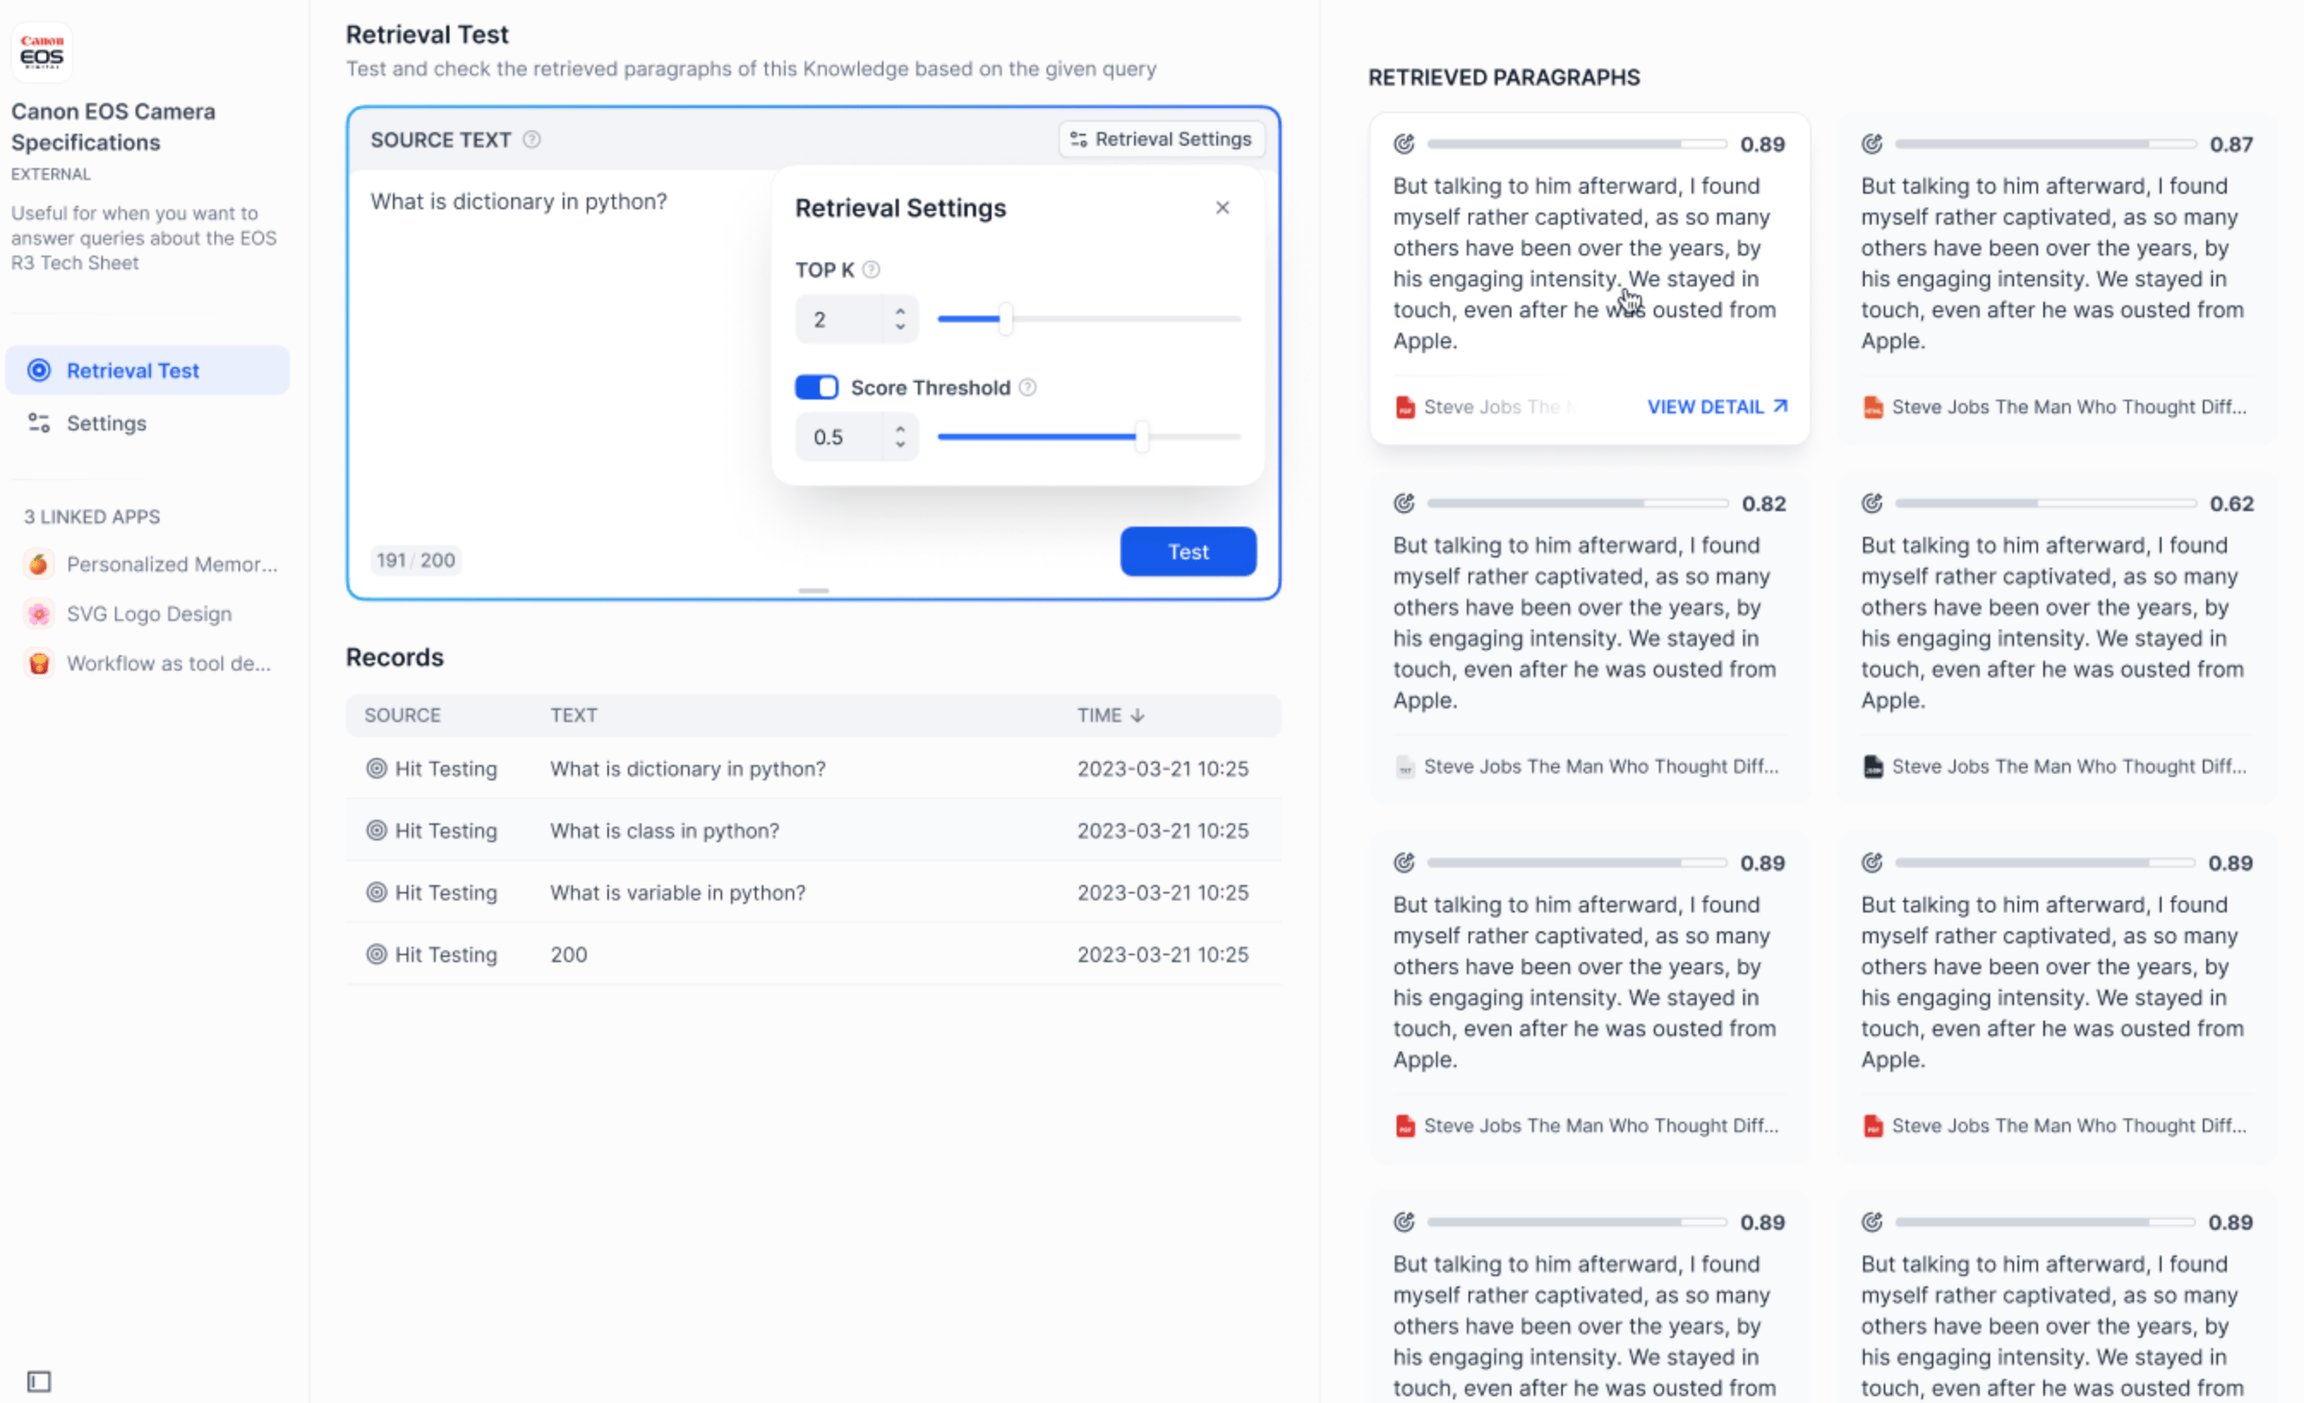 Canon
EOS
DIGITAL
Canon EOS Camera
Specifications
EXTERNAL
Useful for when you want to
answer queries about the EOS
R3 Tech Sheet
Retrieval Test
Settings
3 LINKED APPS
Personalized Memor...
SVG Logo Design
Workflow as tool de...
Retrieval Test
Test and check the retrieved paragraphs of this Knowledge based on the given query
SOURCE TEXT
Retrieval Settings
What is dictionary in python?
Retrieval Settings
TOP K
2
Score Threshold
0.5
191 / 200
Test
Records
SOURCE TEXT TIME
Hit Testing What is dictionary in python? 2023-03-21 10:25
Hit Testing What is class in python? 2023-03-21 10:25
Hit Testing What is variable in python? 2023-03-21 10:25
Hit Testing 200 2023-03-21 10:25
RETRIEVED PARAGRAPHS
0.89
But talking to him afterward, I found
myself rather captivated, as so many
others have been over the years, by
his engaging intensity. We stayed in
touch, even after he was ousted from
Apple.
PDF
Steve Jobs The
VIEW DETAIL
0.87
But talking to him afterward, I found
myself rather captivated, as so many
others have been over the years, by
his engaging intensity. We stayed in
touch, even after he was ousted from
Apple.
HTML
Steve Jobs The Man Who Thought Diff...
0.82
But talking to him afterward, I found
myself rather captivated, as so many
others have been over the years, by
his engaging intensity. We stayed in
touch, even after he was ousted from
Apple.
TXT
Steve Jobs The Man Who Thought Diff...
0.62
But talking to him afterward, I found
myself rather captivated, as so many
others have been over the years, by
his engaging intensity. We stayed in
touch, even after he was ousted from
Apple.
Steve Jobs The Man Who Thought Diff...
0.89
But talking to him afterward, I found
myself rather captivated, as so many
others have been over the years, by
his engaging intensity. We stayed in
touch, even after he was ousted from
Apple.
PDF
Steve Jobs The Man Who Thought Diff...
0.89
But talking to him afterward, I found
myself rather captivated, as so many
others have been over the years, by
his engaging intensity. We stayed in
touch, even after he was ousted from
Apple.
PDF
Steve Jobs The Man Who Thought Diff...
0.89
But talking to him afterward, I found
myself rather captivated, as so many
others have been over the years, by
his engaging intensity. We stayed in
touch, even after he was ousted from
0.89
But talking to him afterward, I found
myself rather captivated, as so many
others have been over the years, by
his engaging intensity. We stayed in
touch, even after he was ousted from